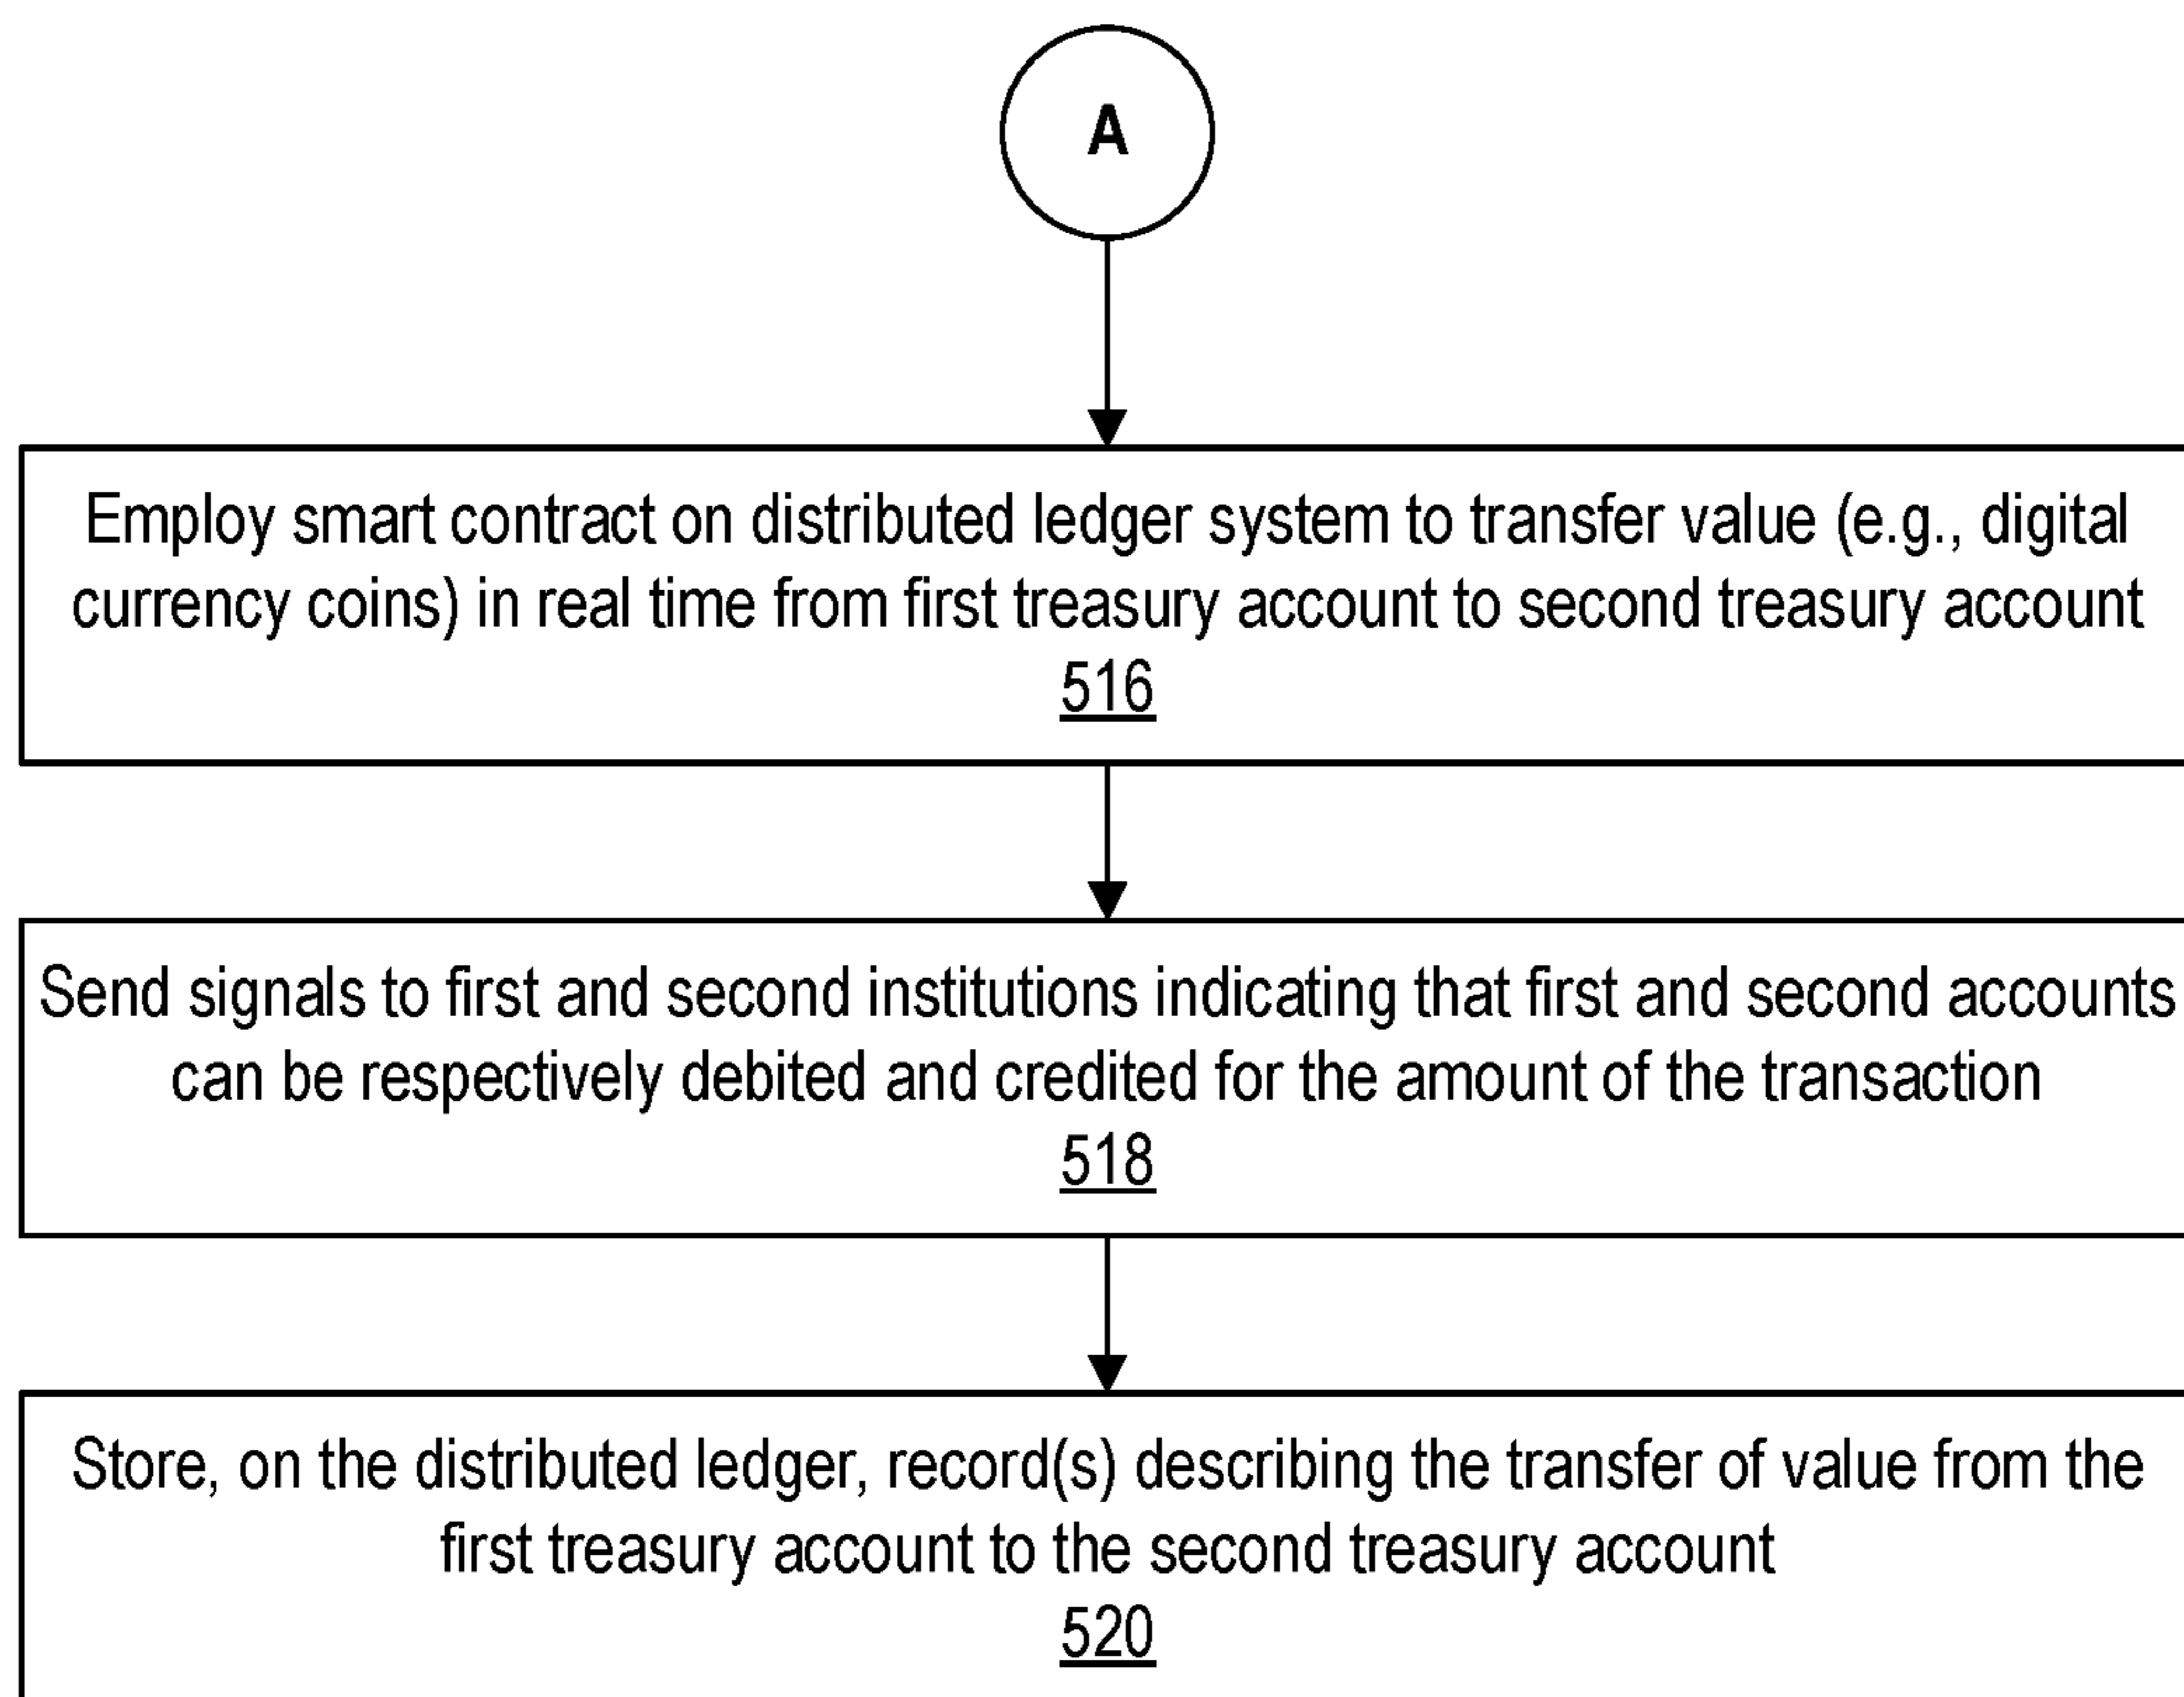 A
Employ smart contract on distributed ledger system to transfer value (e.g., digital
currency coins) in real time from first treasury account to second treasury account
516
Send signals to first and second institutions indicating that first and second accounts
can be respectively debited and credited for the amount of the transaction
518
Store, on the distributed ledger, record(s) describing the transfer of value from the
first treasury account to the second treasury account
520